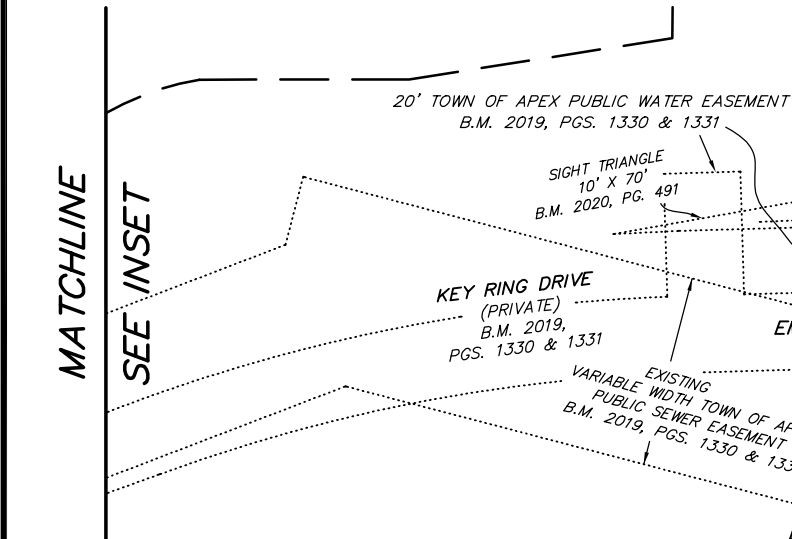 MATCHLINE
SEE INSET
20' TOWN OF APEX PUBLIC WATER EASEMENT
B.M. 2019, PGS. 1330 & 1331
SIGHT TRIANGLE
10' X 70'
B.M. 2020, PG. 491
KEY RING DRIVE
(PRIVATE)
B.M. 2019,
PGS. 1330 & 1331
EXISTING
VARIABLE WIDTH TOWN OF AP
PUBLIC SEWER EASEMENT
B.M. 2019, PGS. 1330 & 133